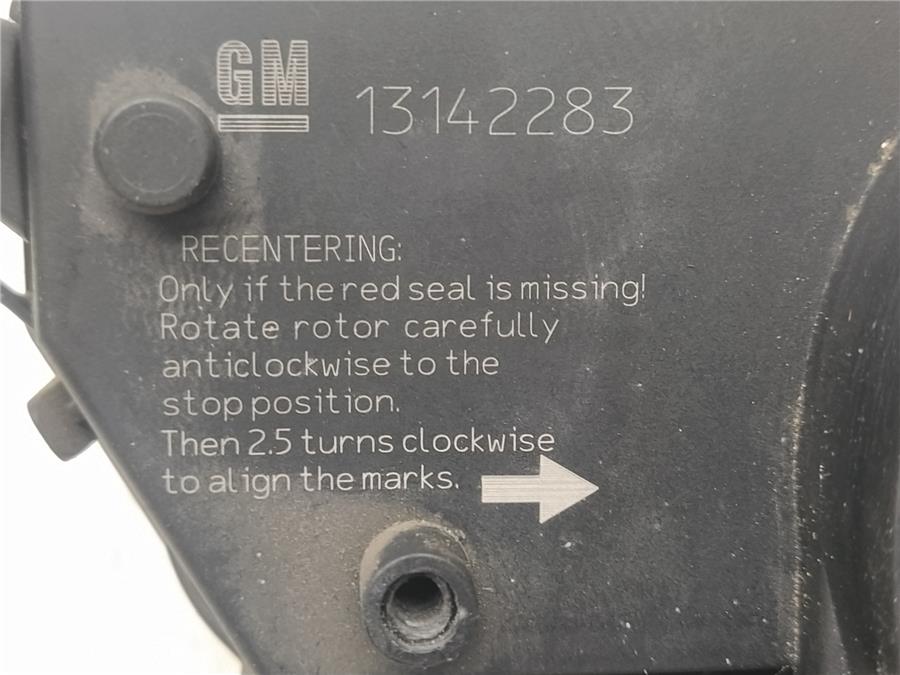 GM 13142283
RECENTERING:
Only if the red seal is missing!
Rotate rotor carefully
anticlockwise to the
stop position.
Then 2.5 turns clockwise
to align the marks.